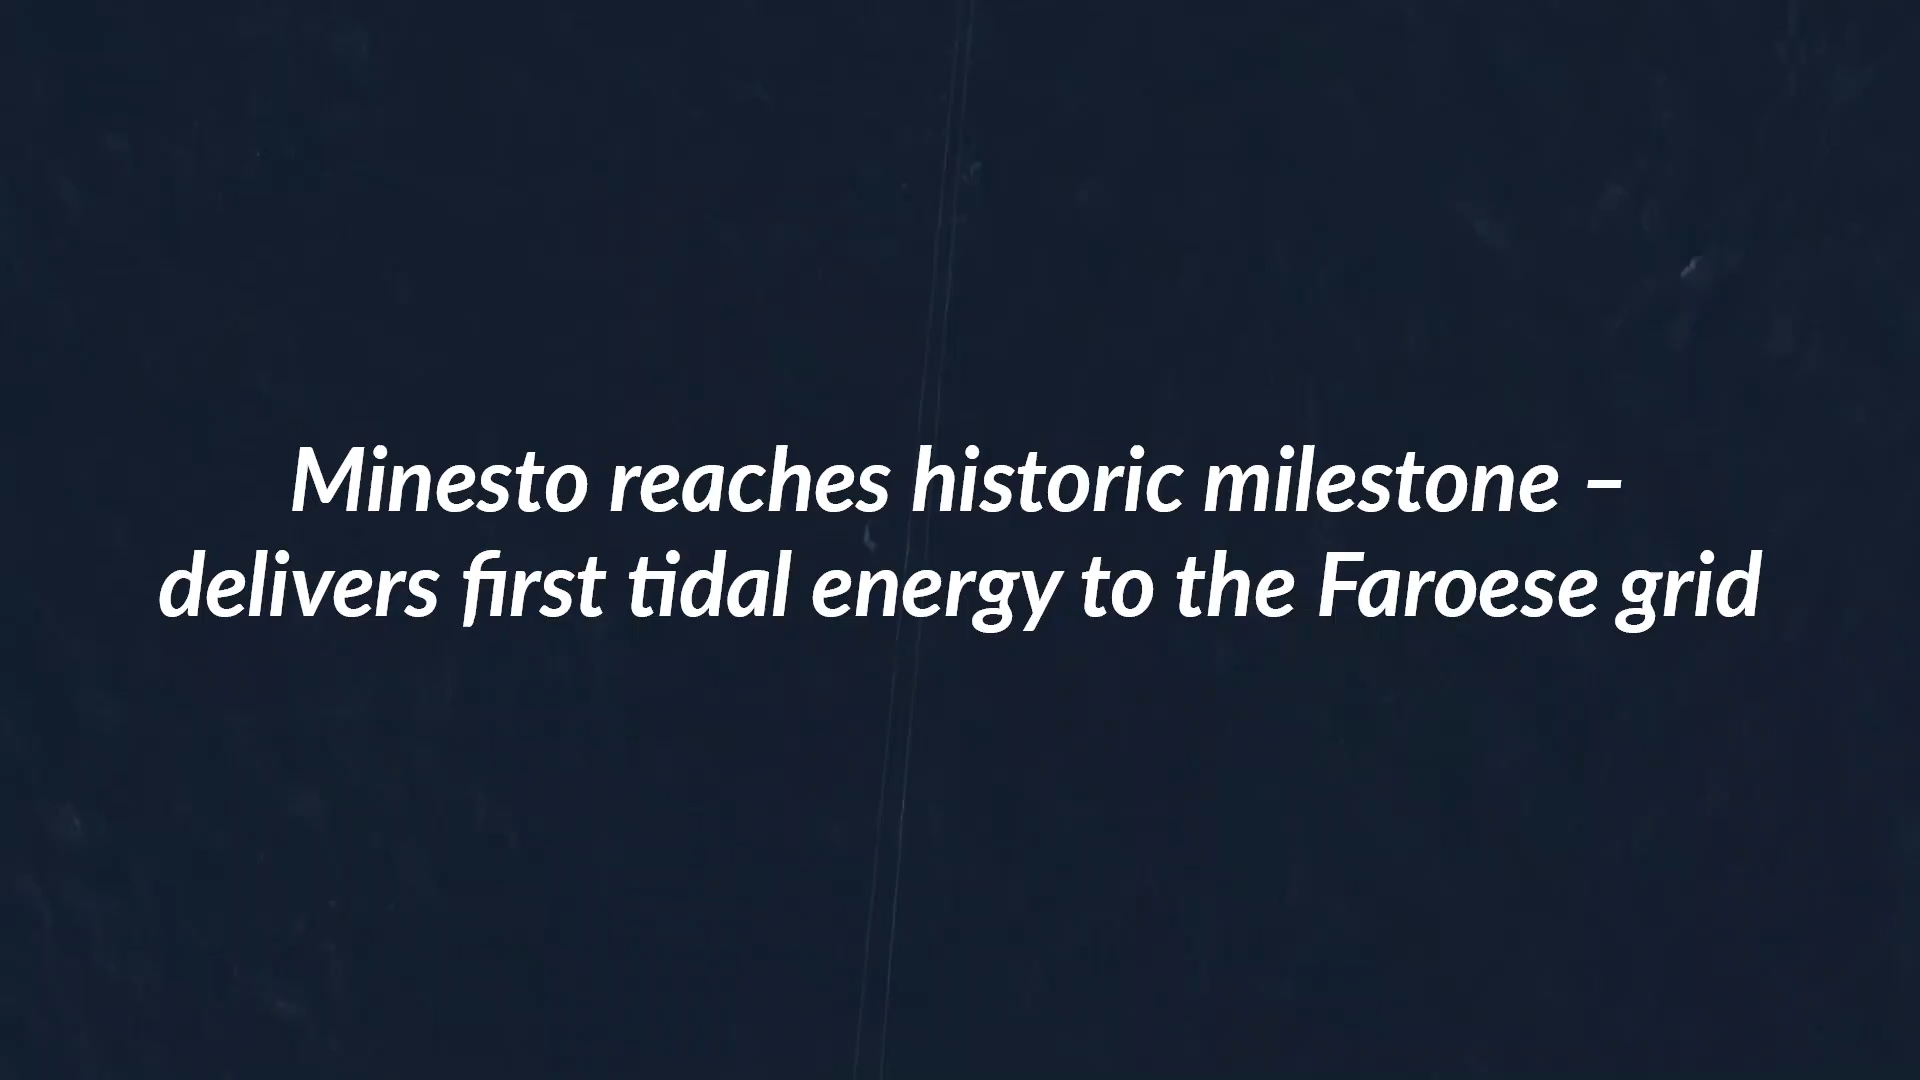 Minesto reaches historic milestone –
delivers first tidal energy to the Faroese grid